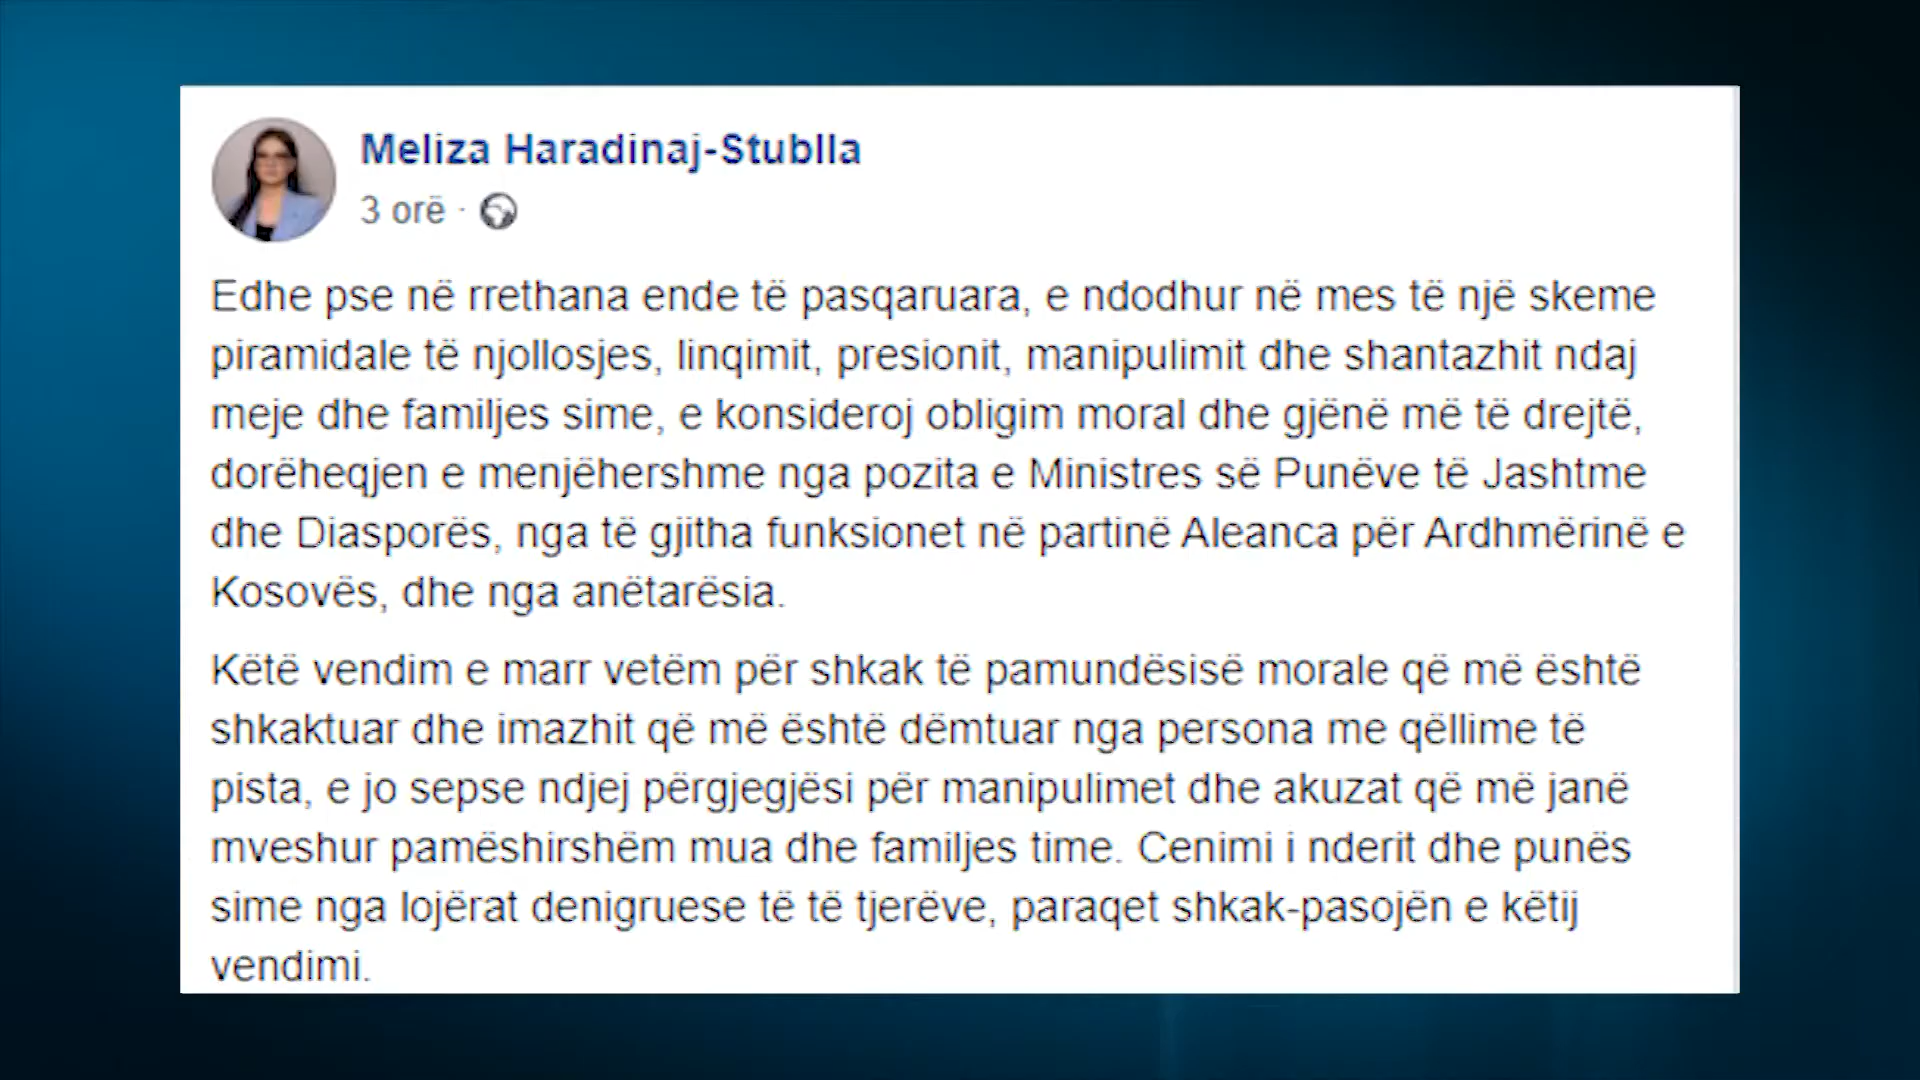 Meliza Haradinaj-Stublla
3 orë ·
Edhe pse në rrethana ende të pasqaruara, e ndodhur në mes të një skeme
piramidale të njollosjes, linqimit, presionit, manipulimit dhe shantazhit ndaj
meje dhe familjes sime, e konsideroj obligim moral dhe gjënë më të drejtë,
dorëheqjen e menjëhershme nga pozita e Ministres së Punëve të Jashtme
dhe Diasporës, nga të gjitha funksionet në partinë Aleanca për Ardhmërinë e
Kosovës, dhe nga anëtarësia.
Këtë vendim e marr vetëm për shkak të pamundësisë morale që më është
shkaktuar dhe imazhit që më është dëmtuar nga persona me qëllime të
pista, e jo sepse ndjej përgjegjësi për manipulimet dhe akuzat që më janë
mveshur pamëshirshëm mua dhe familjes time. Cenimi i nderit dhe punës
sime nga lojërat denigruese të të tjerëve, paraqet shkak-pasojën e këtij
vendimi.